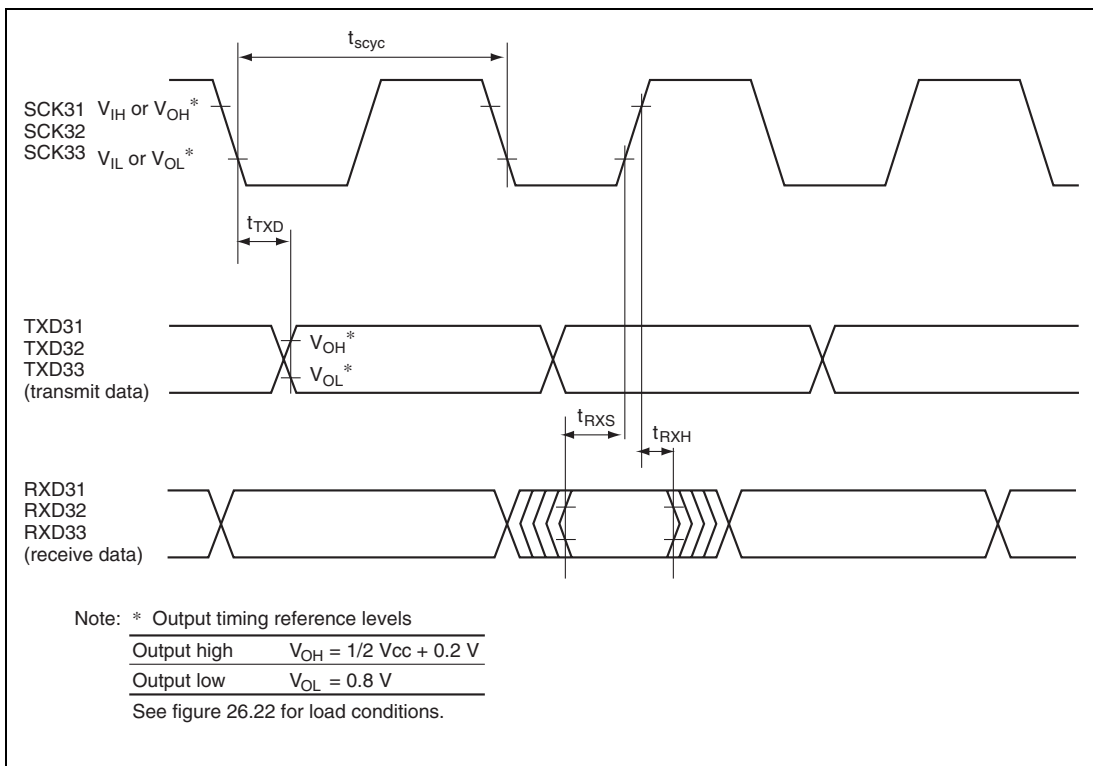 tscyc
SCK31 VIH or VOH*
SCK32
SCK33 VIL or VOL*
tTXD
TXD31
TXD32
TXD33
(transmit data)
VOH*
VOL*
tRXS
tRXH
RXD31
RXD32
RXD33
(receive data)
Note: * Output timing reference levels
Output high VOH = 1/2 Vcc + 0.2 V
Output low VOL = 0.8 V
See figure 26.22 for load conditions.